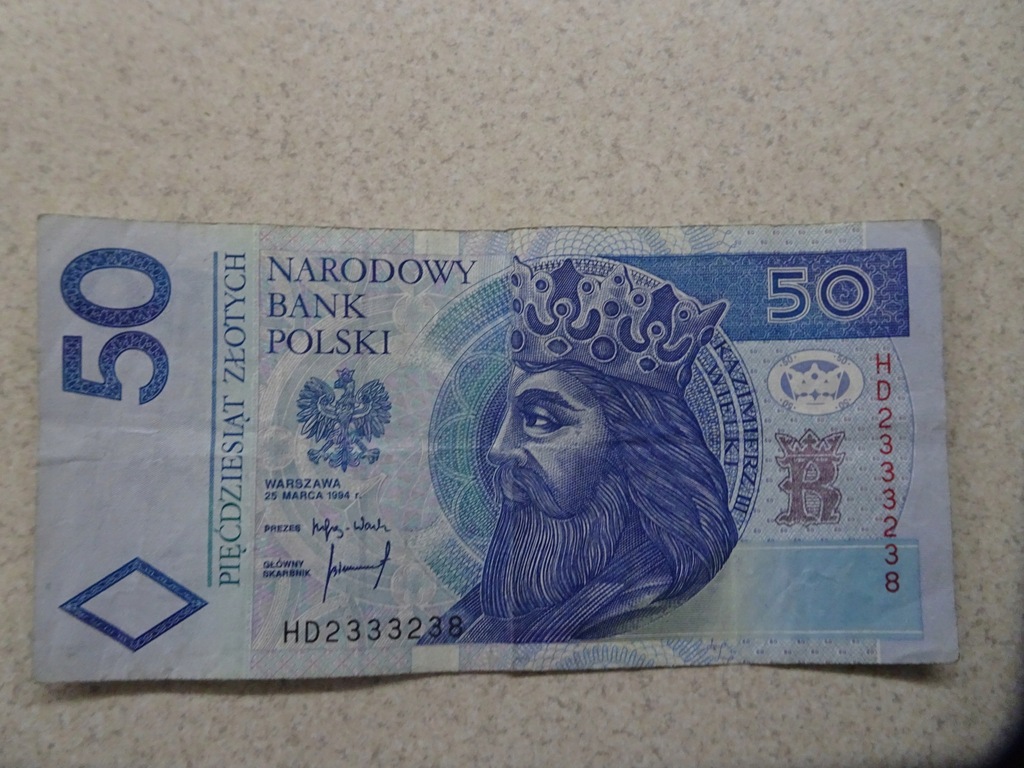 50
PIĘĆDZIESIĄT ZŁOTYCH
NARODOWY
BANK
POLSKI
WARSZAWA
25 MARCA 1994 r.
PREZES
GŁÓWNY
SKARBNIK
HD2333238
KAZIMIERZ III
WIELKI
50
HD2333238